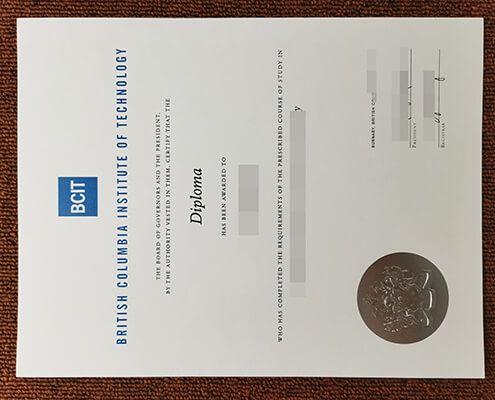 BCIT
BRITISH COLUMBIA INSTITUTE OF TECHNOLOGY
THE BOARD OF GOVERNORS AND THE PRESIDENT,
BY THE AUTHORITY VESTED IN THEM, CERTIFY THAT THE
Diploma
HAS BEEN AWARDED TO
WHO HAS COMPLETED THE REQUIREMENTS OF THE PRESCRIBED COURSE OF STUDY IN
y
BURNABY, BRITISH
PRESIDENT
REGISTRAR